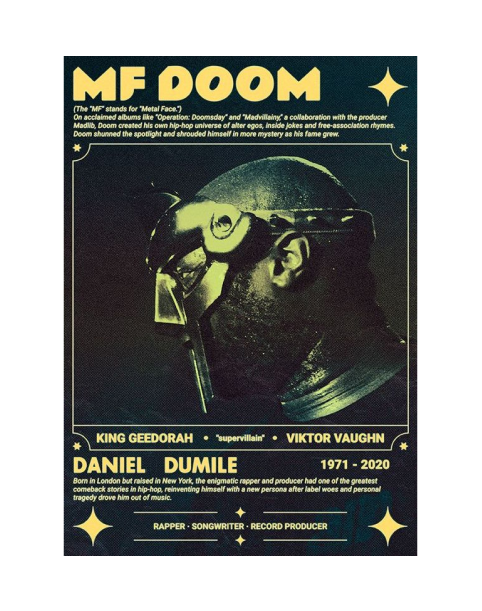 MF DOOM
(The "MF" stands for "Metal Face.")
On acclaimed albums like "Operation: Doomsday" and "Madvillainy," a collaboration with the producer
Madlib, Doom created his own hip-hop universe of alter egos, inside jokes and free-association rhymes.
Doom shunned the spotlight and shrouded himself in more mystery as his fame grew.
KING GEEDORAH • "supervillain" • VIKTOR VAUGHN
DANIEL DUMILE 1971 - 2020
Born in London but raised in New York, the enigmatic rapper and producer had one of the greatest
comeback stories in hip-hop, reinventing himself with a new persona after label woes and personal
tragedy drove him out of music.
RAPPER · SONGWRITER · RECORD PRODUCER